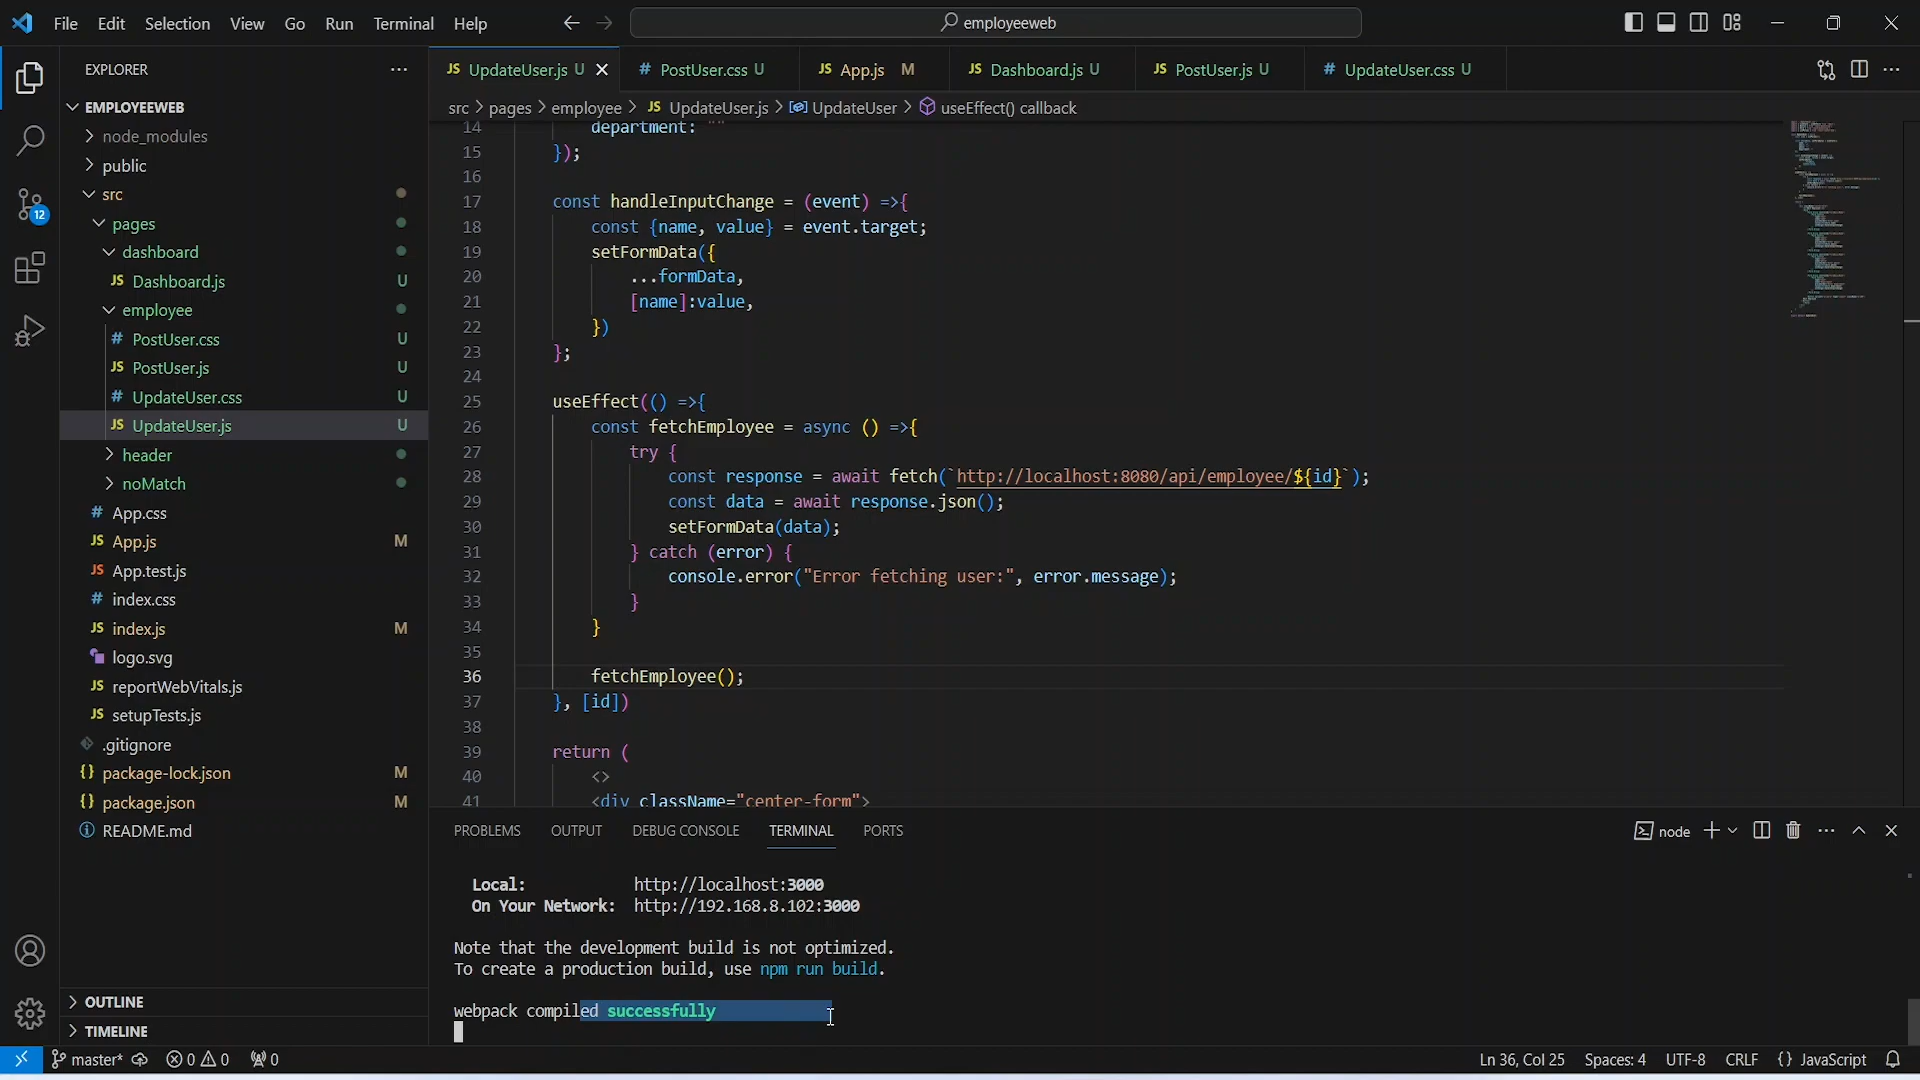 File Edit Selection View Go Run Terminal Help
employeeweb
EXPLORER
EMPLOYEEWEB
node_modules
public
src
pages
dashboard
Dashboard.js U
employee
PostUser.css U
PostUser.js U
UpdateUser.css U
UpdateUser.js U
header
noMatch
App.css
App.js M
App.test.js
index.css
index.js M
logo.svg
reportWebVitals.js
setupTests.js
.gitignore
package-lock.json M
package.json M
README.md
OUTLINE
TIMELINE
12
JS UpdateUser.js U
# PostUser.css U
JS App.js M
JS Dashboard.js U
JS PostUser.js U
# UpdateUser.css U
src > pages > employee > JS UpdateUser.js > UpdateUser > useEffect() callback
14 department: ""
15 });
16
17 const handleInputChange = (event) =>{
18 const {name, value} = event.target;
19 setFormData({
20 ...formData,
21 [name]:value,
22 })
23 };
24
25 useEffect(() =>{
26 const fetchEmployee = async () =>{
27 try {
28 const response = await fetch(`http://localhost:8080/api/employee/${id}`);
29 const data = await response.json();
30 setFormData(data);
31 } catch (error) {
32 console.error("Error fetching user:", error.message);
33 }
34 }
35
36 fetchEmployee();
37 }, [id])
38
39 return (
40 <>
41 <div className="center-form">
PROBLEMS OUTPUT DEBUG CONSOLE TERMINAL PORTS
node
Local: http://localhost:3000
On Your Network: http://192.168.8.102:3000
Note that the development build is not optimized.
To create a production build, use npm run build.
webpack compiled successfully
master* 0 0 0
Ln 36, Col 25 Spaces: 4 UTF-8 CRLF {} JavaScript